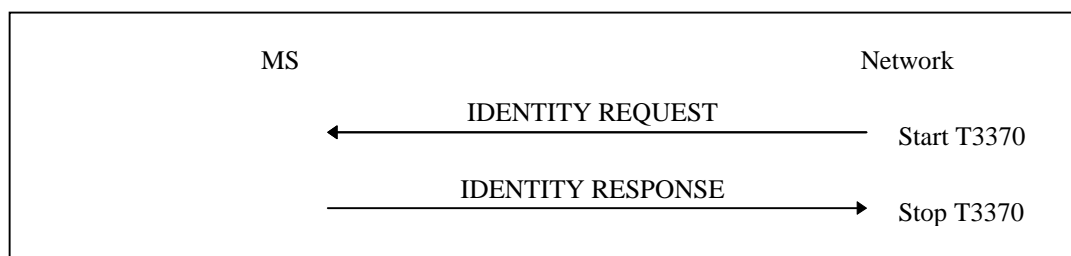 MS Network
IDENTITY REQUEST
Start T3370
IDENTITY RESPONSE
Stop T3370